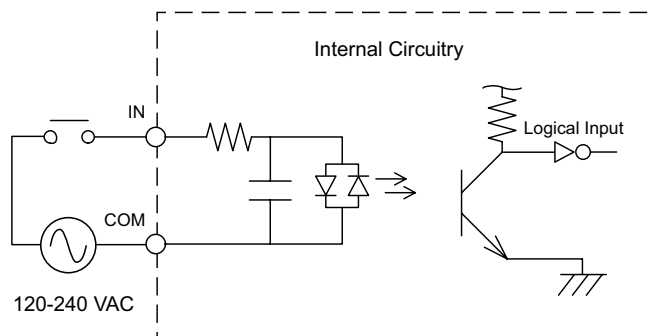 Internal Circuitry
IN
Logical Input
COM
120-240 VAC